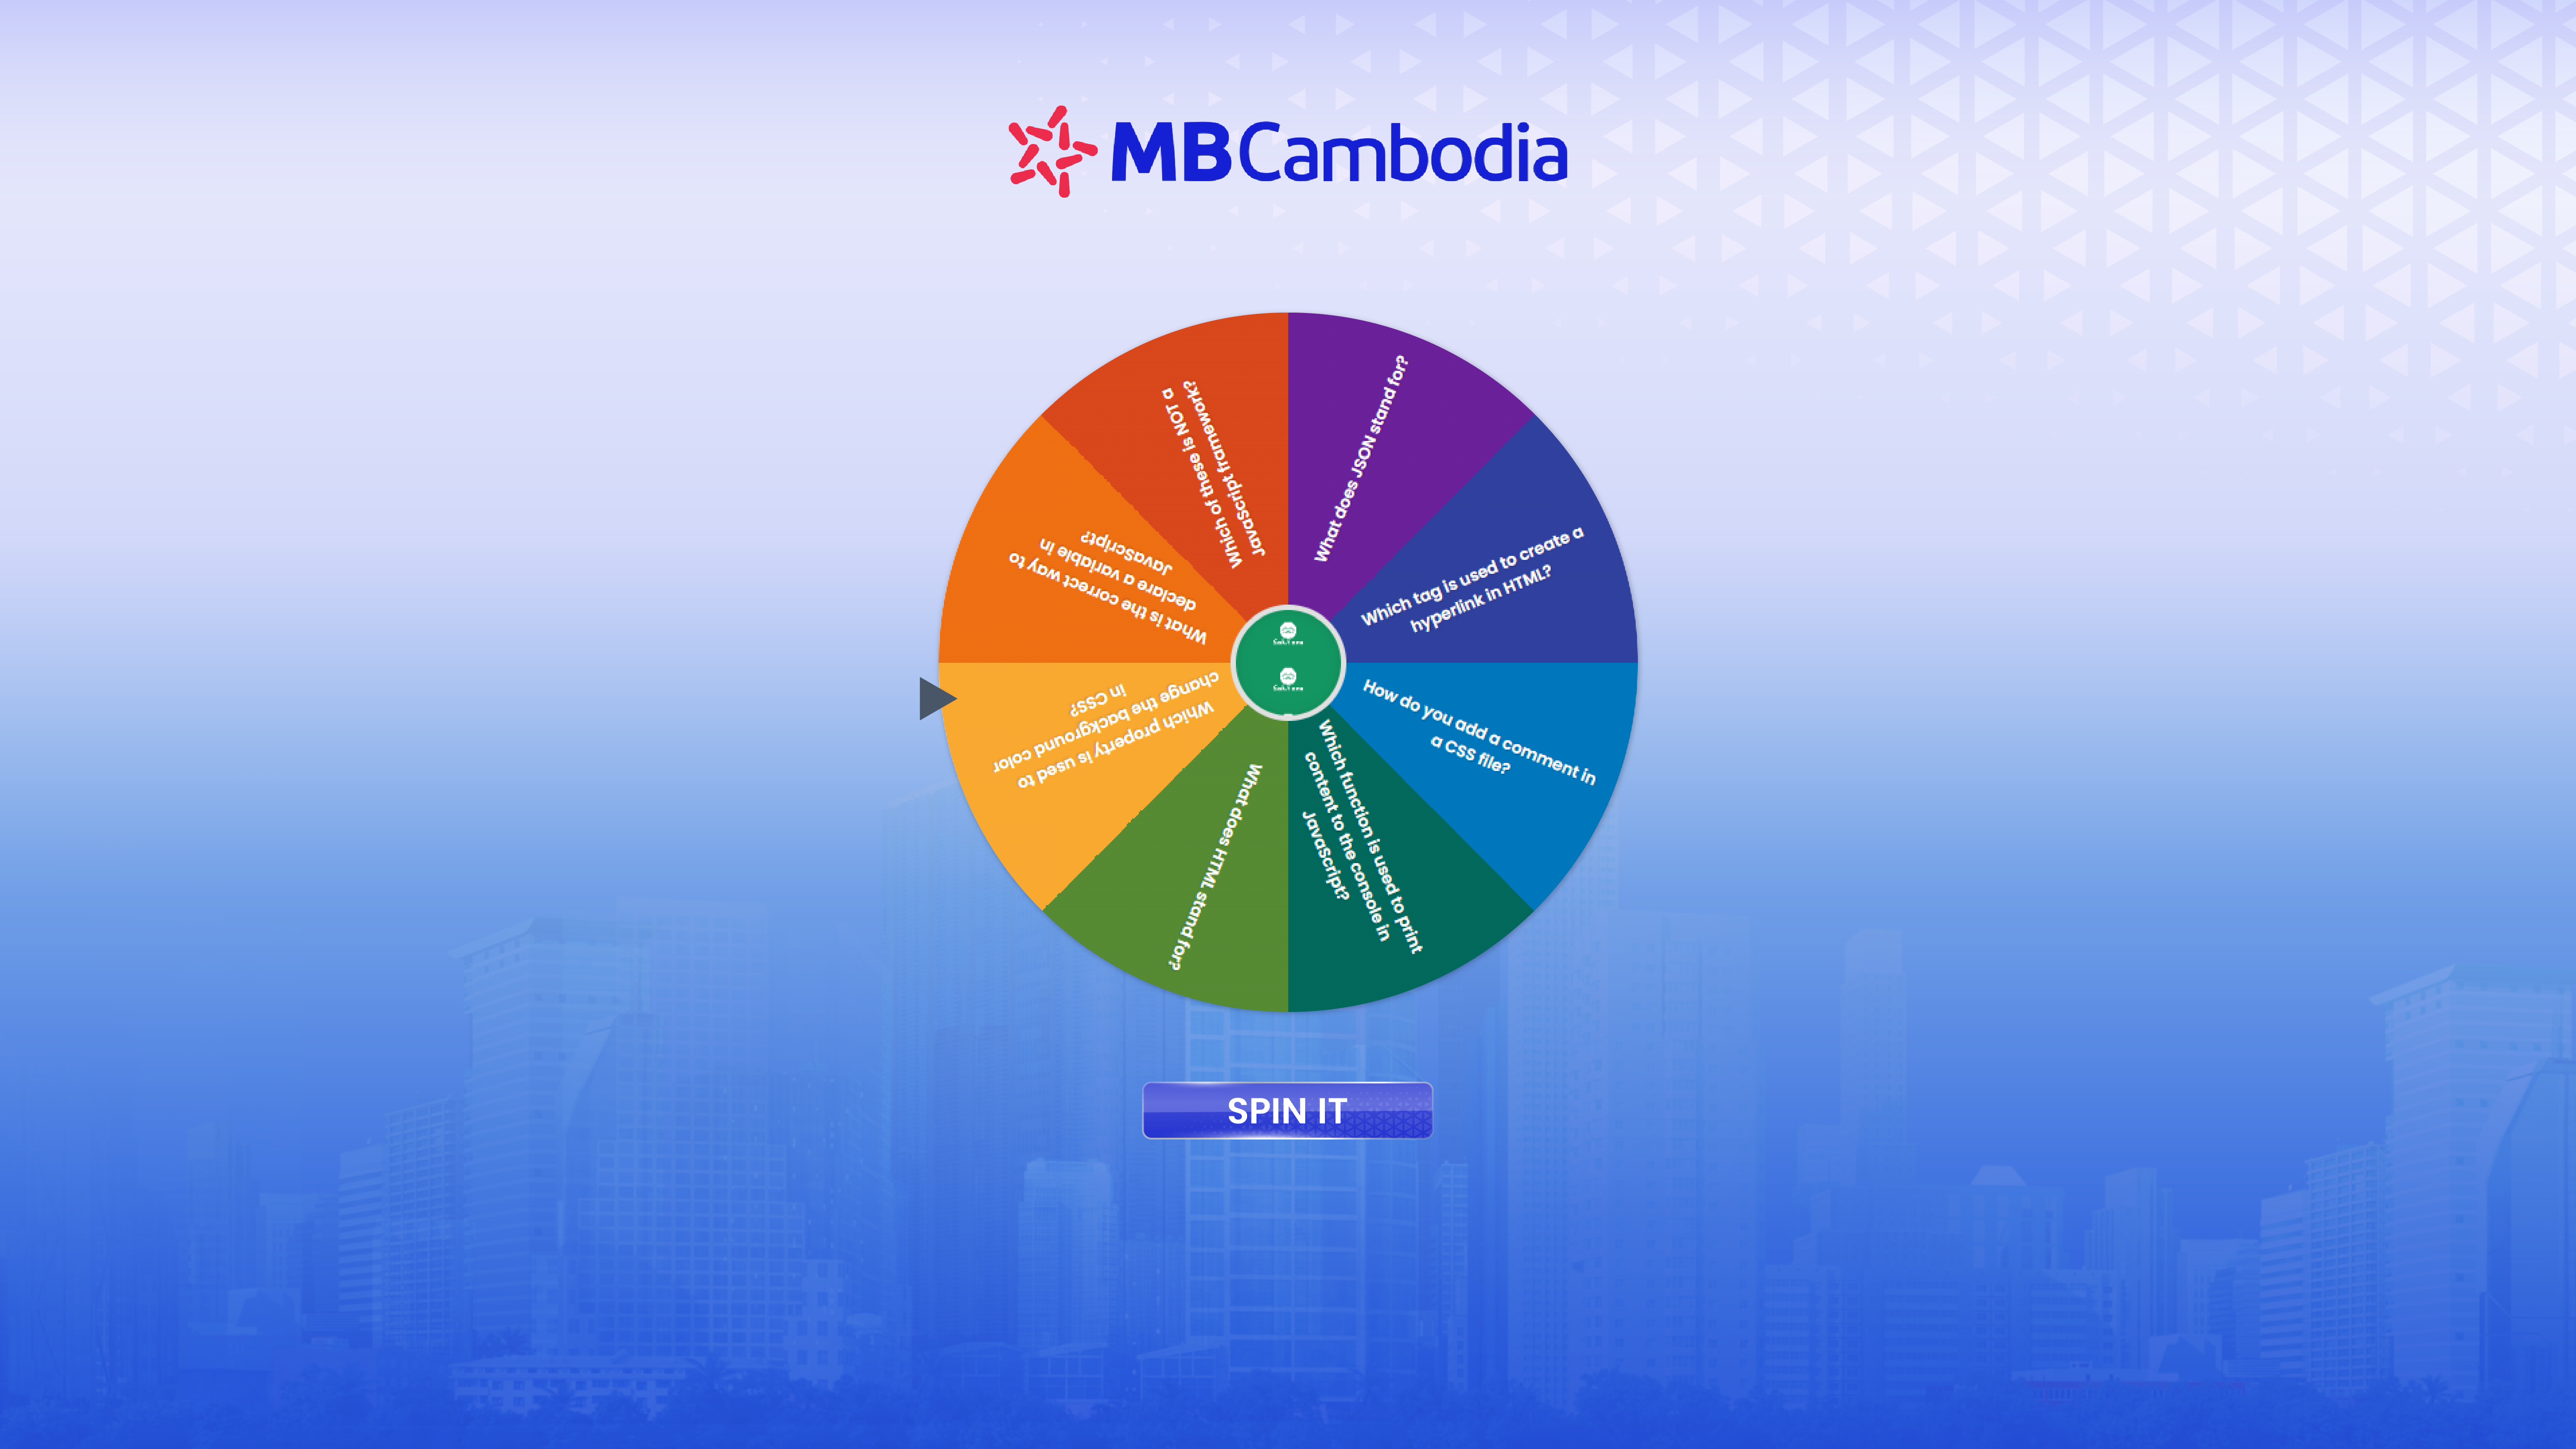 MBCambodia
What does JSON stand for?
Which tag is used to create a
hyperlink in HTML?
How do you add a comment in
a CSS file?
Which function is used to print
content to the console in
JavaScript?
What does HTML stand for?
Which property is used to
change the background color
in CSS?
What is the correct way to
declare a variable in
JavaScript?
Which of these is NOT a
JavaScript framework?
SPIN IT